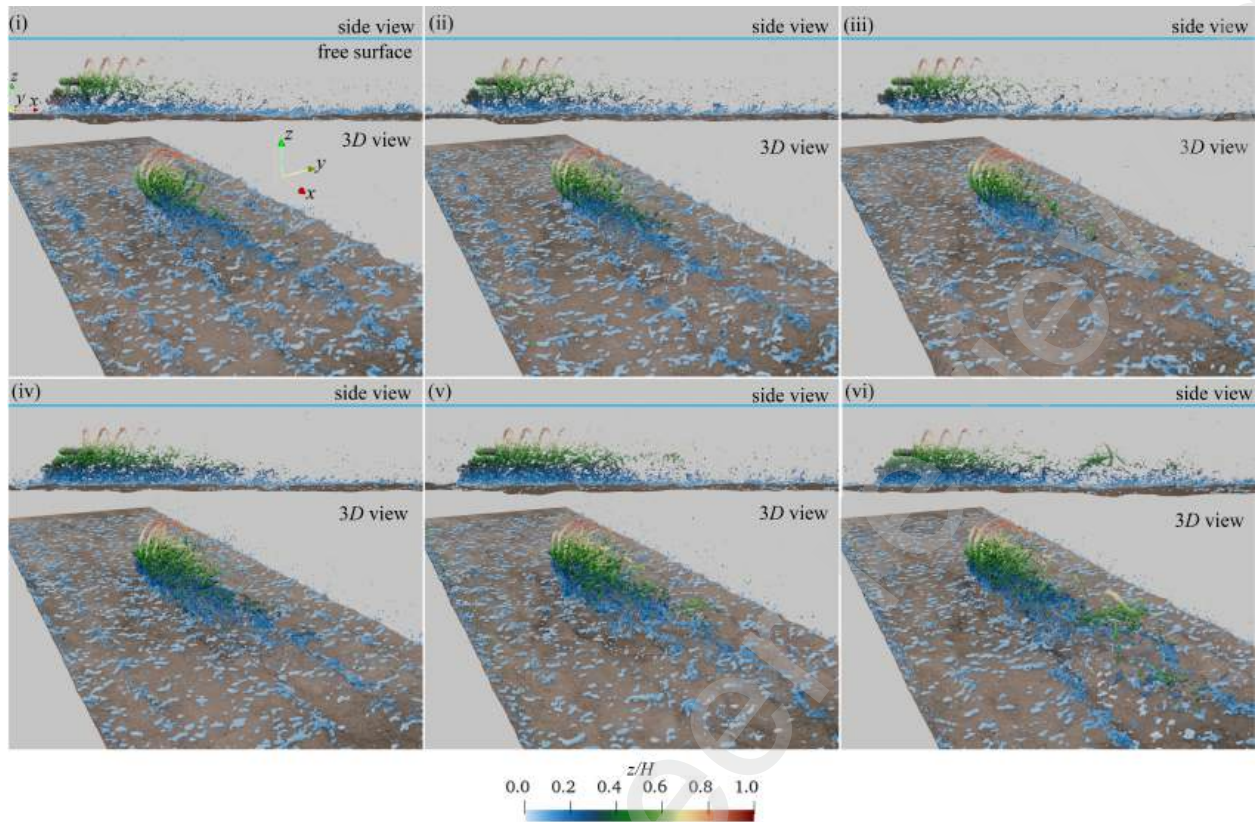 (i) side view
free surface
z
y x
3D view
z
y
x
(ii) side view
3D view
(iii) side view
3D view
(iv) side view
3D view
(v) side view
3D view
(vi) side view
3D view
z/H
0.0 0.2 0.4 0.6 0.8 1.0